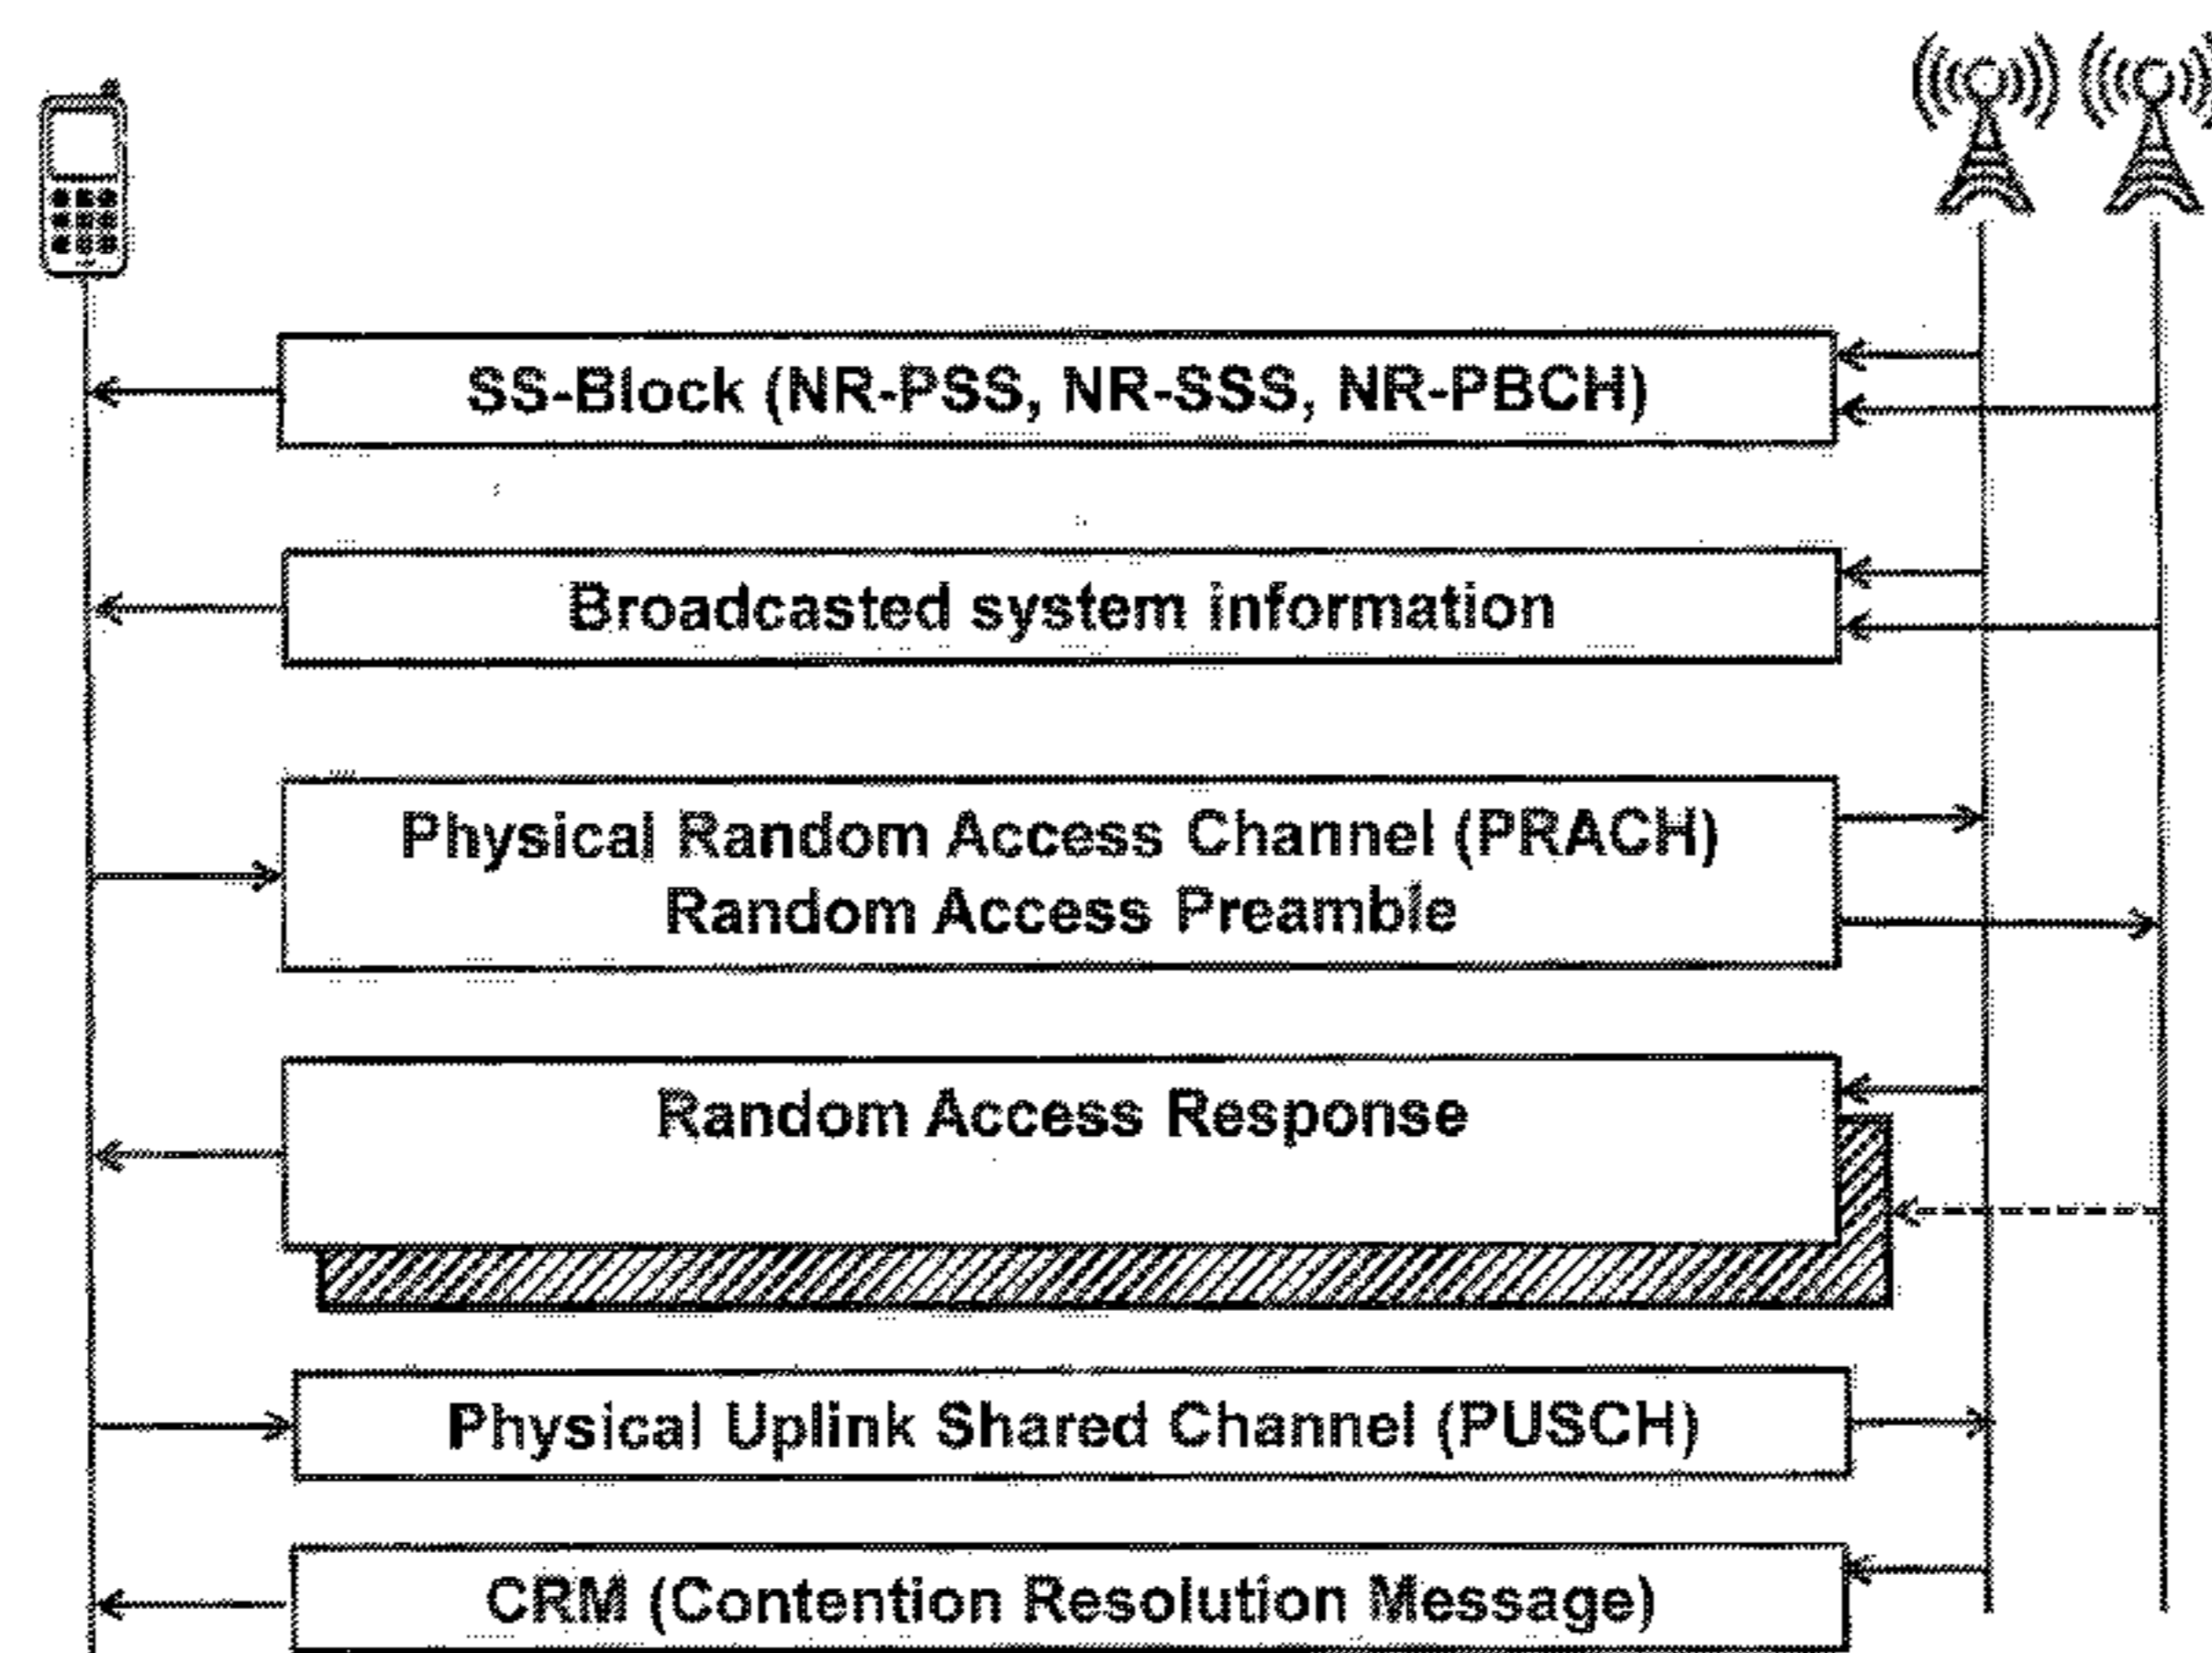 SS-Block (NR-PSS, NR-SSS, NR-PBCH)
Broadcasted system information
Physical Random Access Channel (PRACH)
Random Access Preamble
Random Access Response
Physical Uplink Shared Channel (PUSCH)
CRM (Contention Resolution Message)